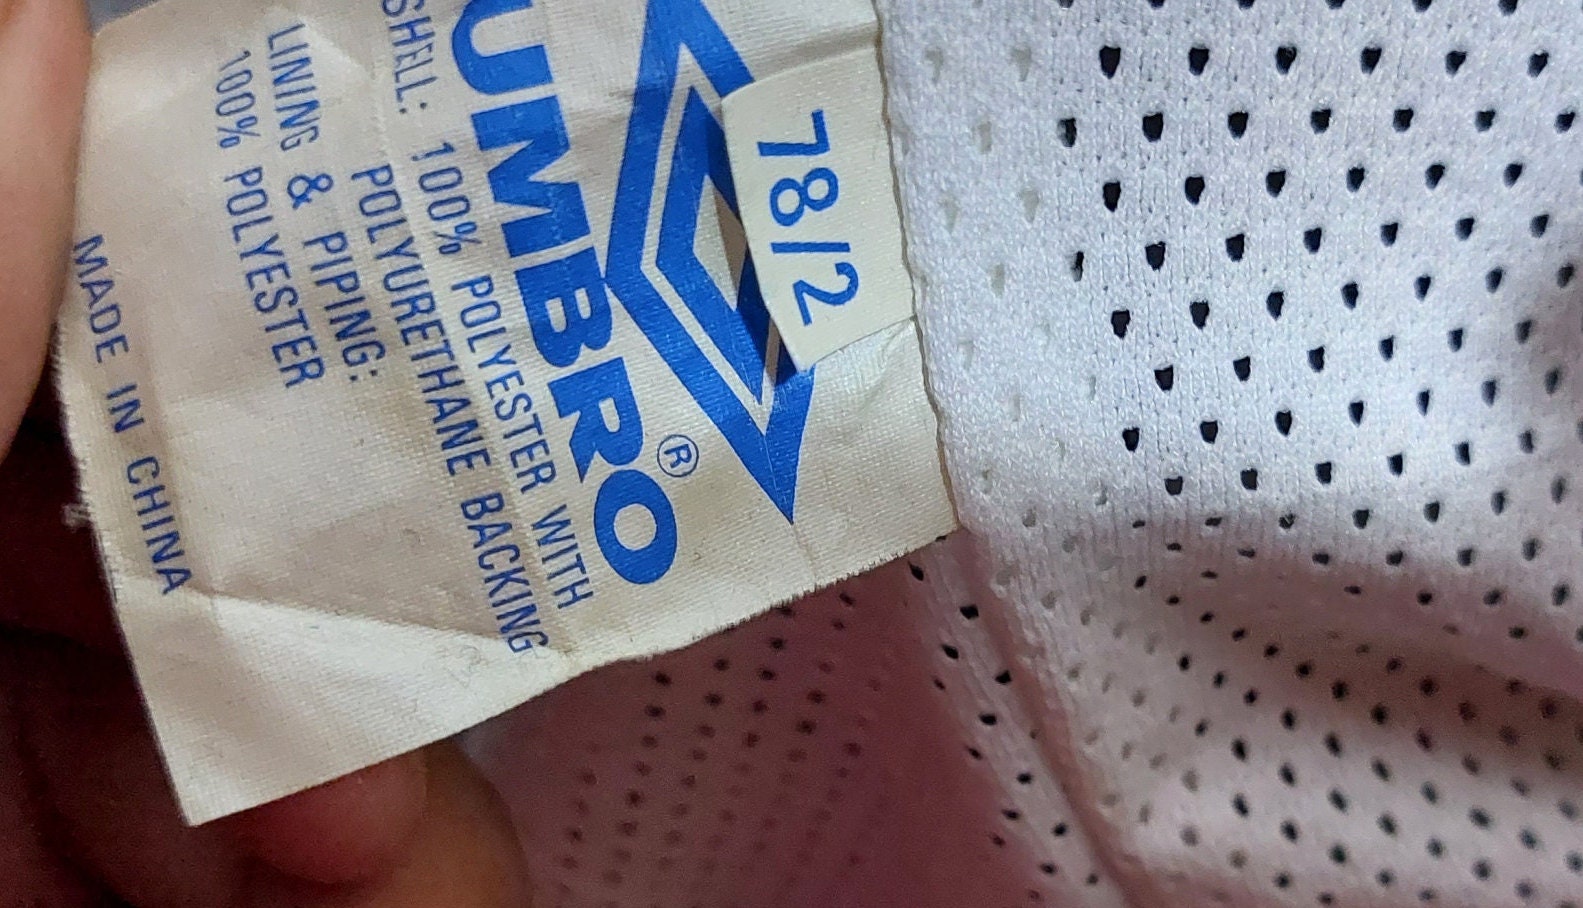 78/2
UMBRO®
SHELL: 100% POLYESTER WITH
POLYURETHANE BACKING
LINING & PIPING:
100% POLYESTER
MADE IN CHINA